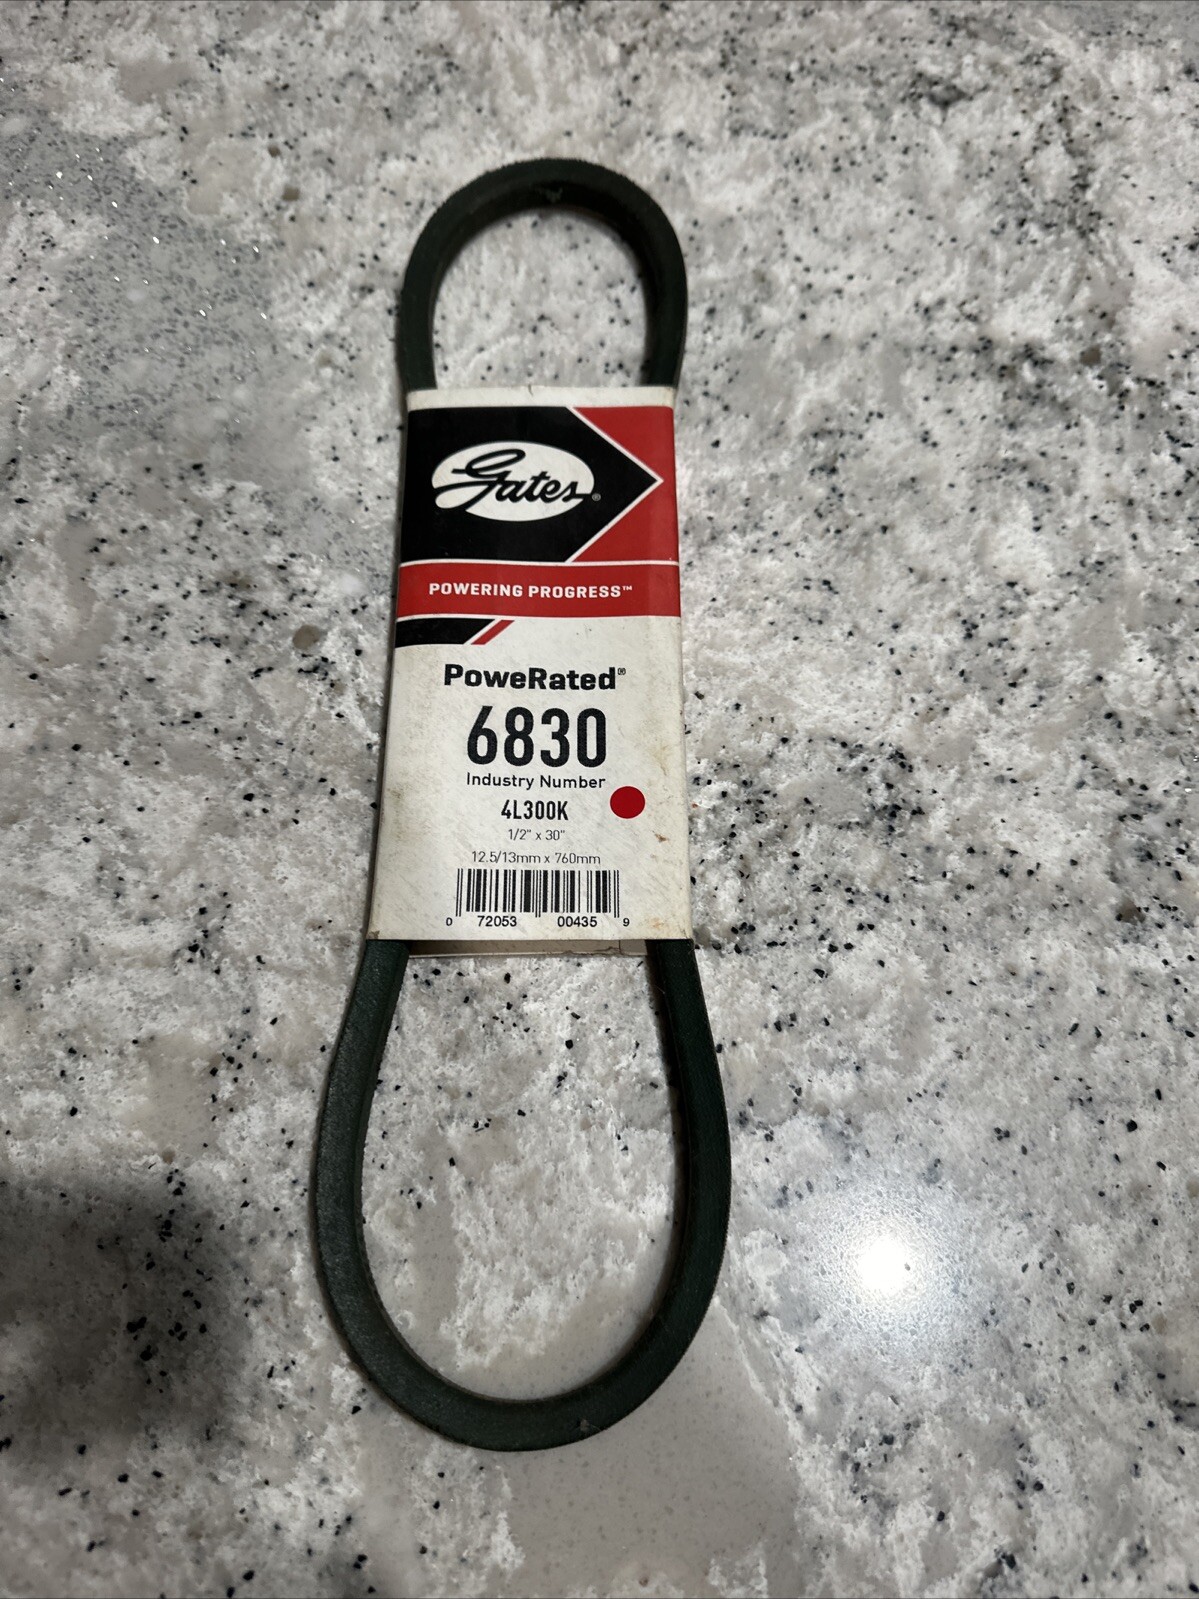 Gates®
POWERING PROGRESS™
PoweRated®
6830
Industry Number
4L300K
1/2" x 30"
12.5/13mm x 760mm
0 72053 00435 9